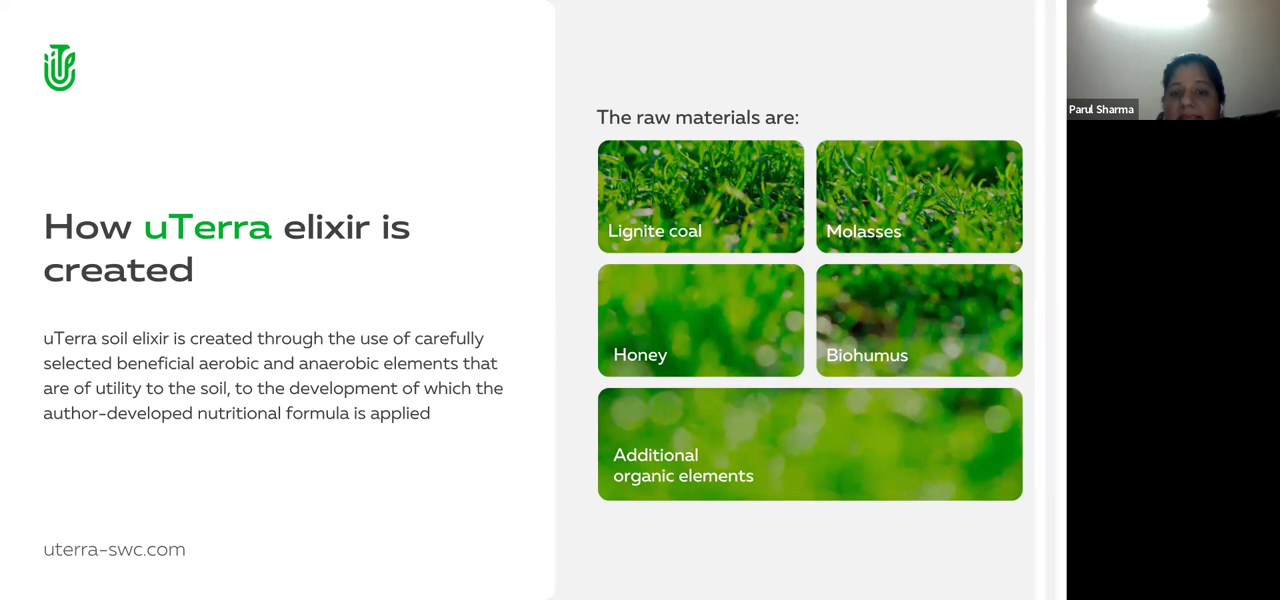 How uTerra elixir is
created
uTerra soil elixir is created through the use of carefully
selected beneficial aerobic and anaerobic elements that
are of utility to the soil, to the development of which the
author-developed nutritional formula is applied
uterra-swc.com
The raw materials are:
Lignite coal
Molasses
Honey
Biohumus
Additional
organic elements
Parul Sharma